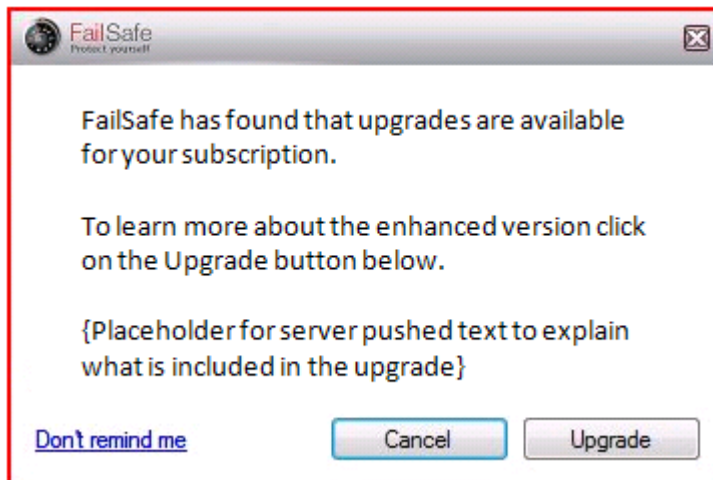 FailSafe
Protect yourself
FailSafe has found that upgrades are available
for your subscription.
To learn more about the enhanced version click
on the Upgrade button below.
{Placeholder for server pushed text to explain
what is included in the upgrade}
Don't remind me
Cancel
Upgrade